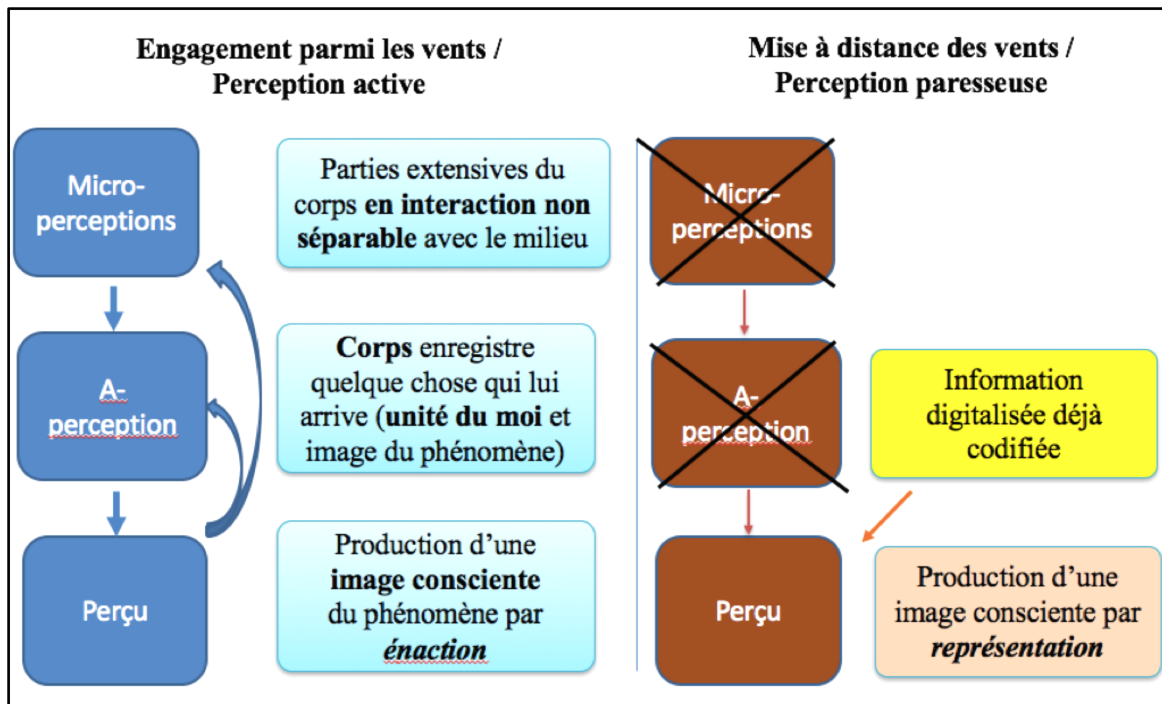 Engagement parmi les vents /
Perception active
Micro-
perceptions
Parties extensives du
corps en interaction non
séparable avec le milieu
A-
perception
Corps enregistre
quelque chose qui lui
arrive (unité du moi et
image du phénomène)
Perçu
Production d’une
image consciente
du phénomène par
énaction
Mise à distance des vents /
Perception paresseuse
Micro-
perceptions
A-
perception
Information
digitalisée déjà
codifiée
Perçu
Production d’une
image consciente par
représentation